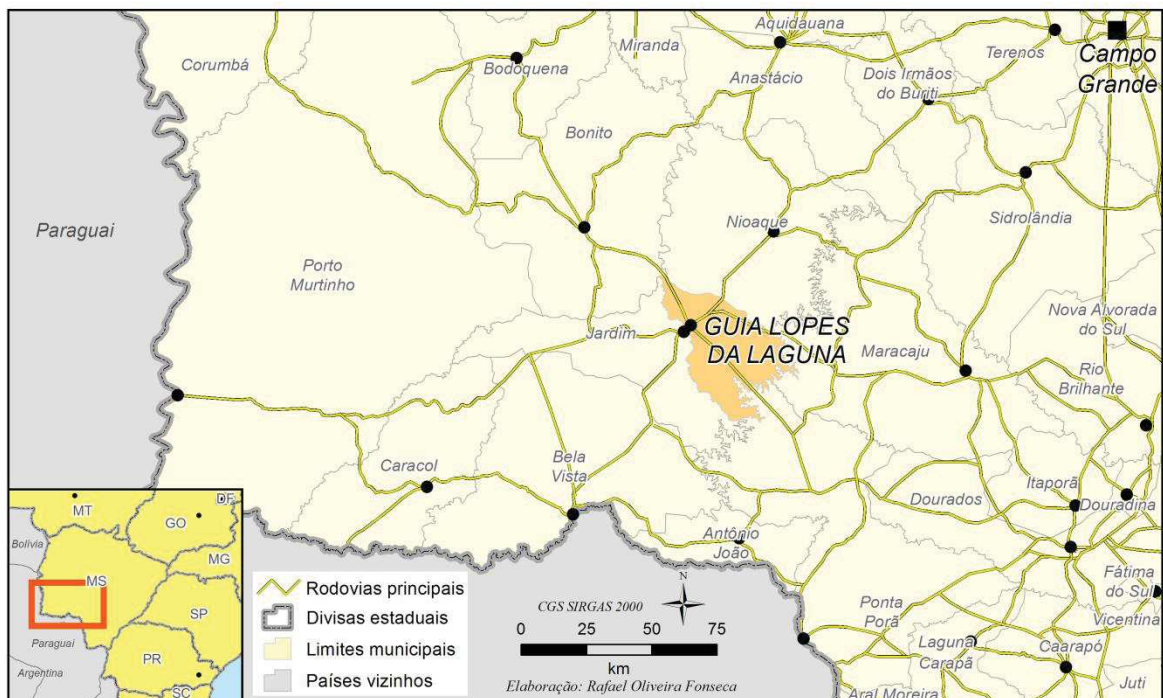 Aquidauana
Corumbá
Miranda
Terenos
Bodoquena
Anastácio
Dois Irmãos
do Buriti
Campo
Grande
Bonito
Paraguai
Nioaque
Sidrolândia
Porto
Murtinho
Nova Alvorada
do Sul
Jardim
GUIA LOPES
DA LAGUNA
Maracaju
Rio
Brilhante
Caracol
Bela
Vista
Dourados
Itaporã
Douradina
Antônio
João
Fátima
do Sul
Vicentina
Ponta
Porã
Laguna
Carapã
Caarapó
Juti
Aral Moreira
MT
DF
GO
Bolívia
MS
MG
SP
Paraguai
PR
Argentina
SC
Rodovias principais
Divisas estaduais
Limites municipais
Países vizinhos
N
CGS SIRGAS 2000
0 25 50 75
km
Elaboração: Rafael Oliveira Fonseca